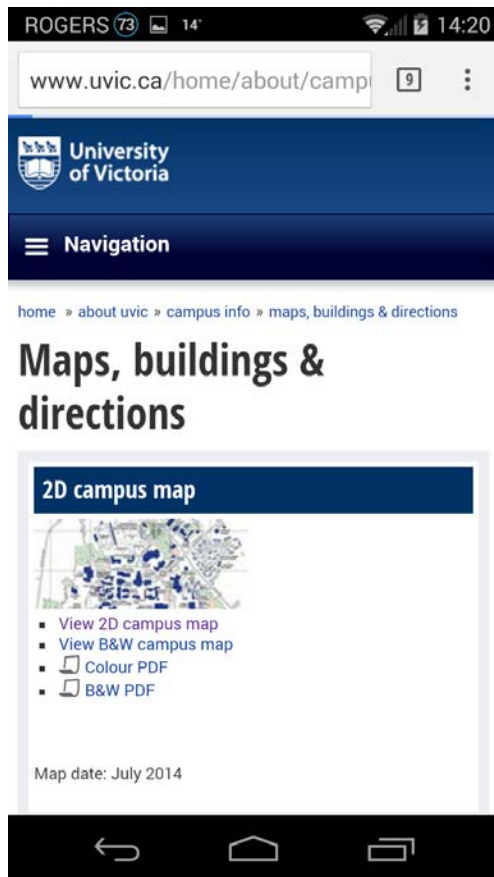 ROGERS 73 14° 14:20
www.uvic.ca/home/about/camp 9
University
of Victoria
Navigation
home » about uvic » campus info » maps, buildings & directions
Maps, buildings &
directions
2D campus map
View 2D campus map
View B&W campus map
Colour PDF
B&W PDF
Map date: July 2014